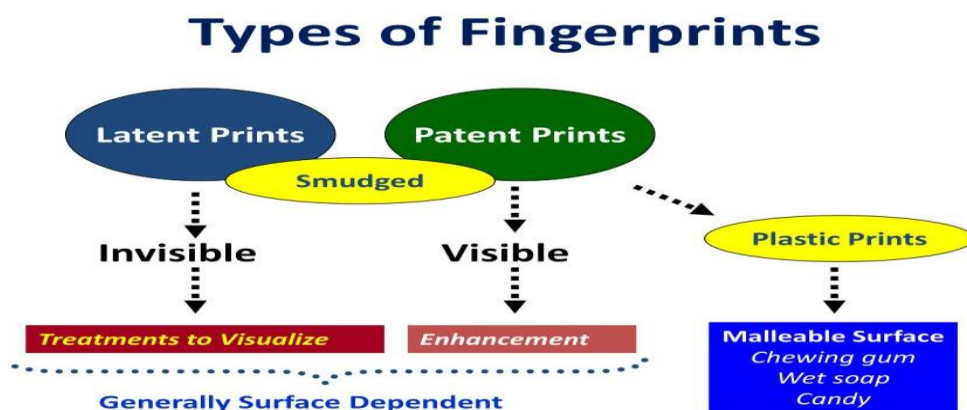 Types of Fingerprints
Latent Prints
Patent Prints
Smudged
Plastic Prints
Invisible
Visible
Treatments to Visualize
Enhancement
Malleable Surface
Chewing gum
Wet soap
Candy
Generally Surface Dependent